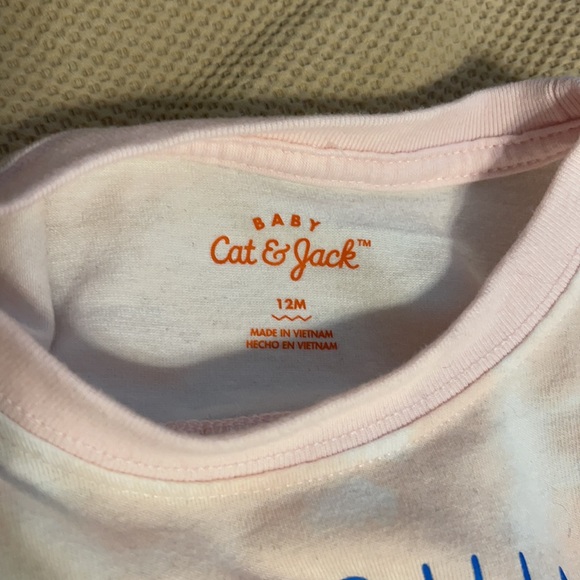 BABY
Cat & Jack™
12M
MADE IN VIETNAM
HECHO EN VIETNAM